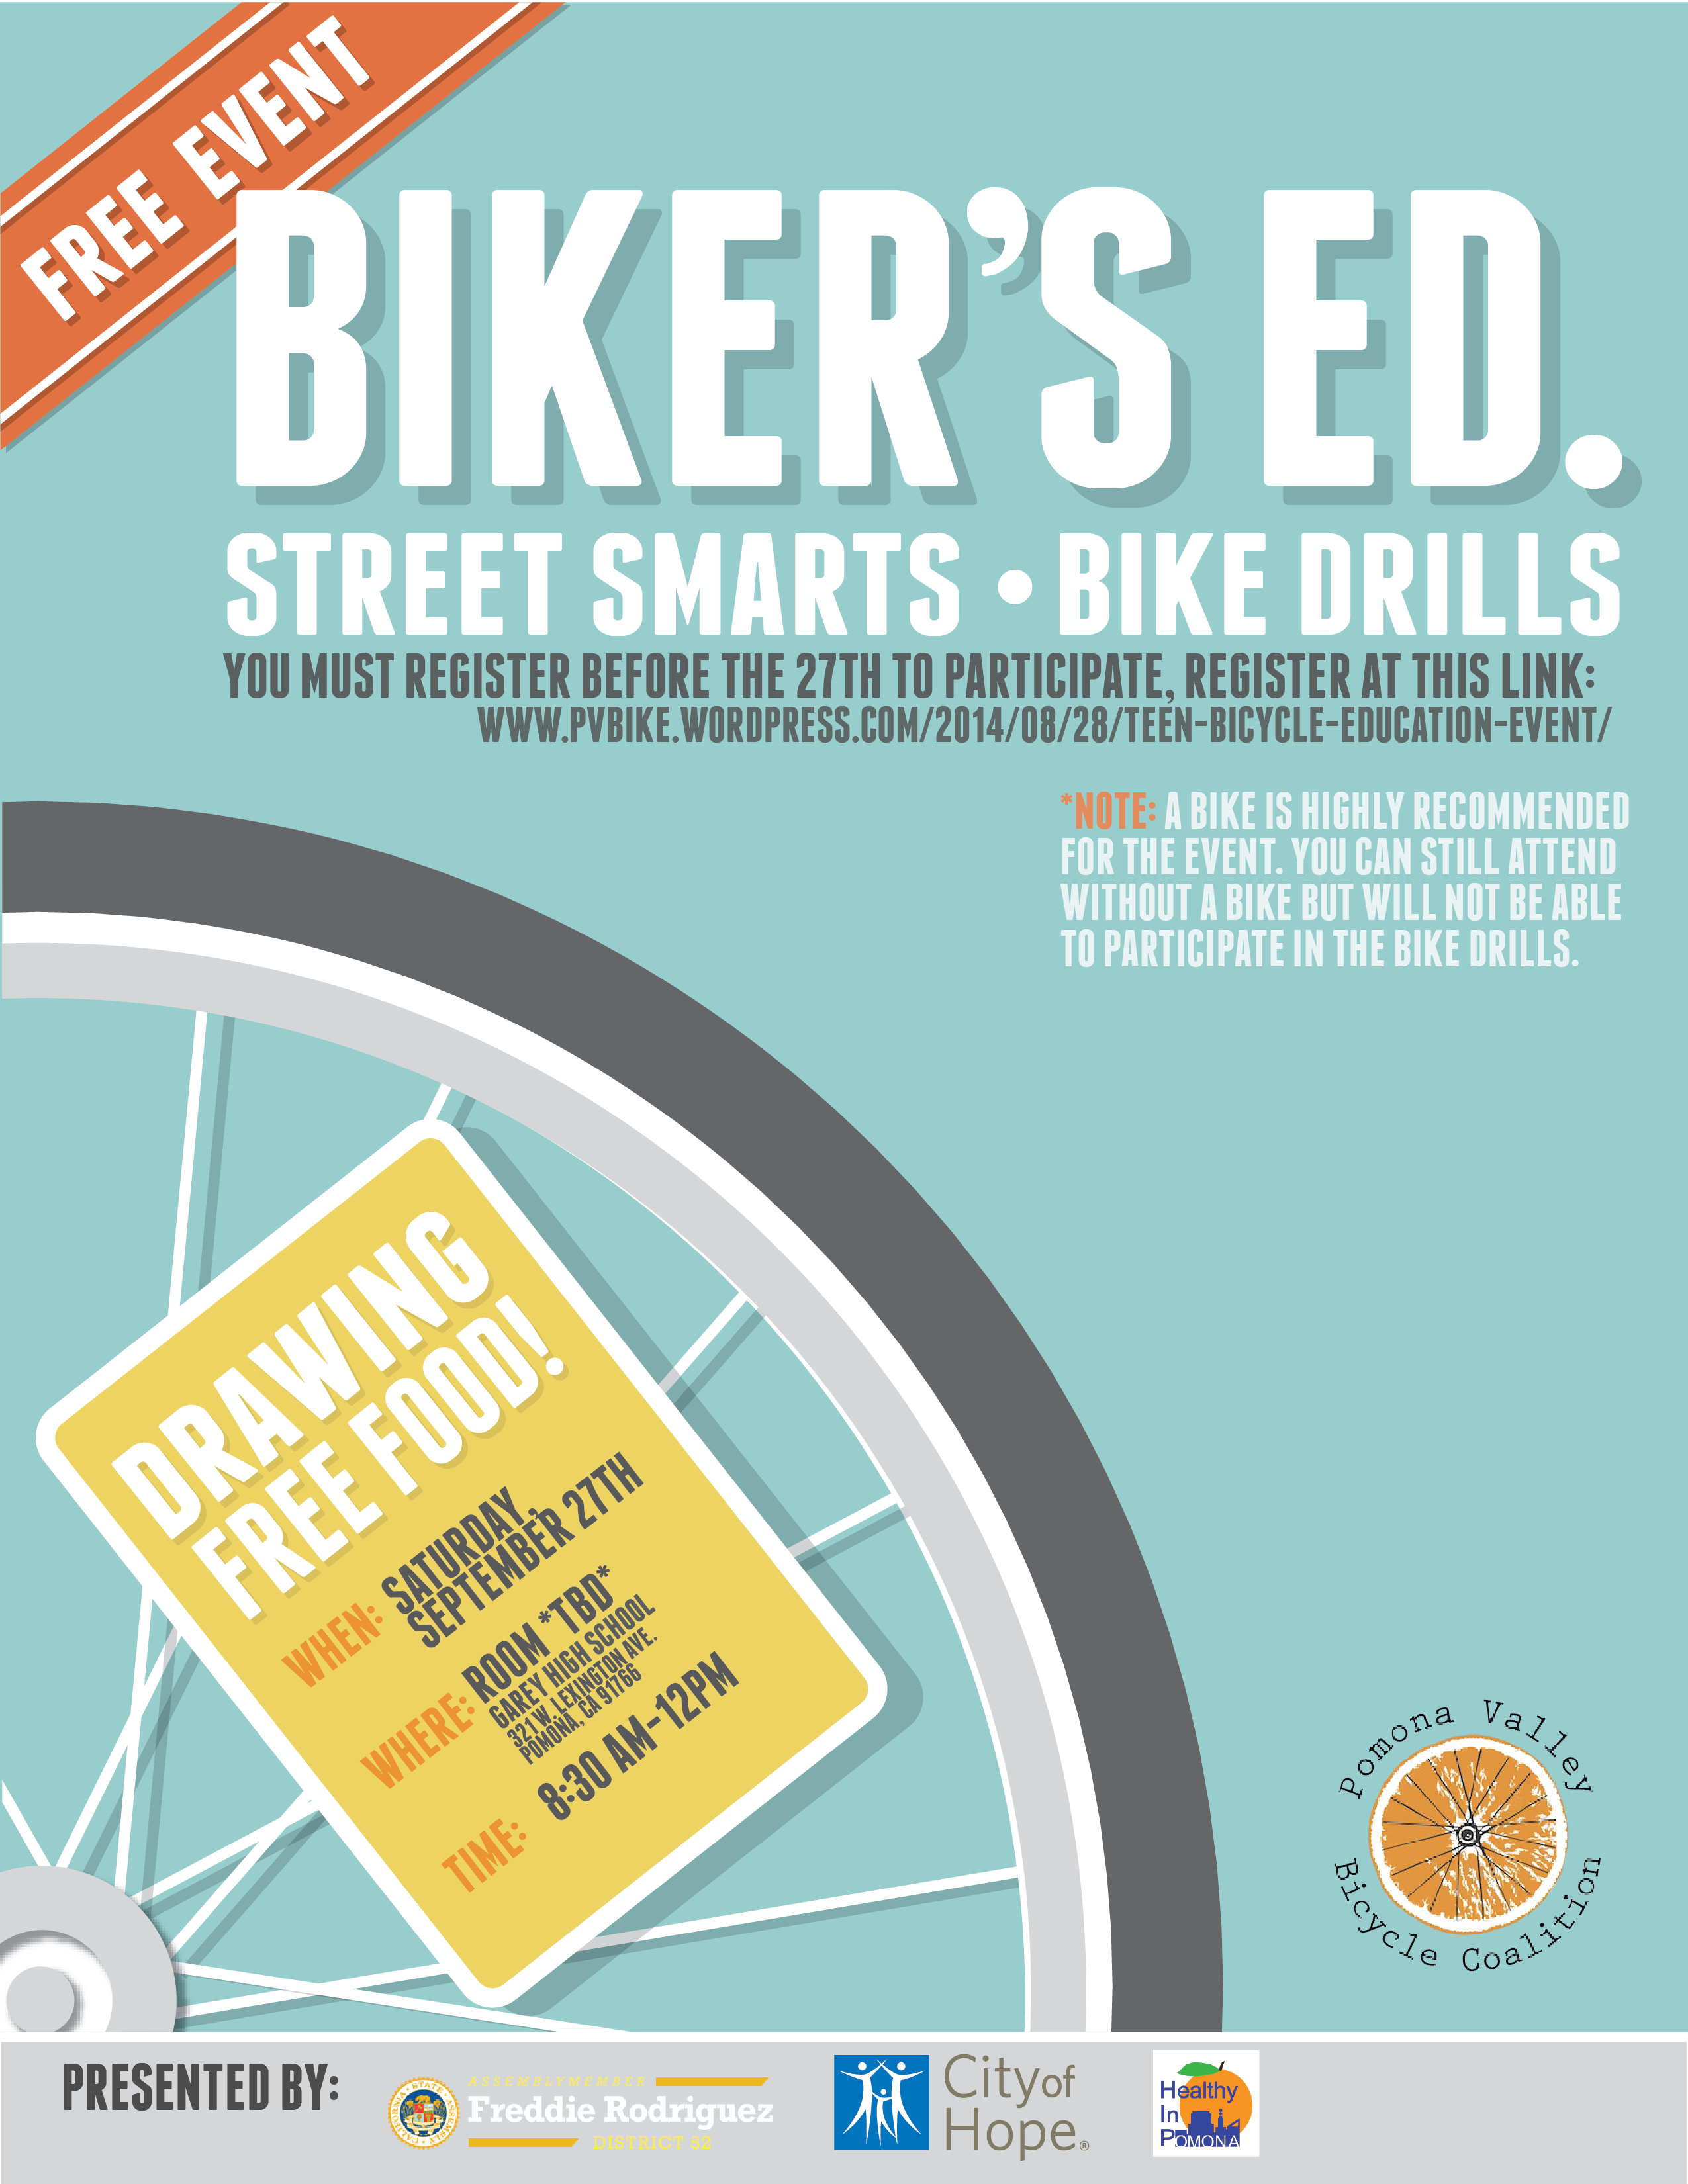 FREE EVENT
BIKER'S ED.
STREET SMARTS • BIKE DRILLS
YOU MUST REGISTER BEFORE THE 27TH TO PARTICIPATE, REGISTER AT THIS LINK:
WWW.PVBIKE.WORDPRESS.COM/2014/08/28/TEEN-BICYCLE-EDUCATION-EVENT/
*NOTE: A BIKE IS HIGHLY RECOMMENDED
FOR THE EVENT. YOU CAN STILL ATTEND
WITHOUT A BIKE BUT WILL NOT BE ABLE
TO PARTICIPATE IN THE BIKE DRILLS.
DRAWING
FREE FOOD!
WHEN: SATURDAY,
SEPTEMBER 27TH
WHERE: ROOM *TBD*
GAREY HIGH SCHOOL
321 W. LEXINGTON AVE.
POMONA, CA 91766
TIME: 8:30 AM-12PM
Pomona Valley
Bicycle Coalition
PRESENTED BY:
CALIFORNIA STATE ASSEMBLY
ASSEMBLYMEMBER
Freddie Rodriguez
DISTRICT 52
City of
Hope®
Healthy
In
POMONA